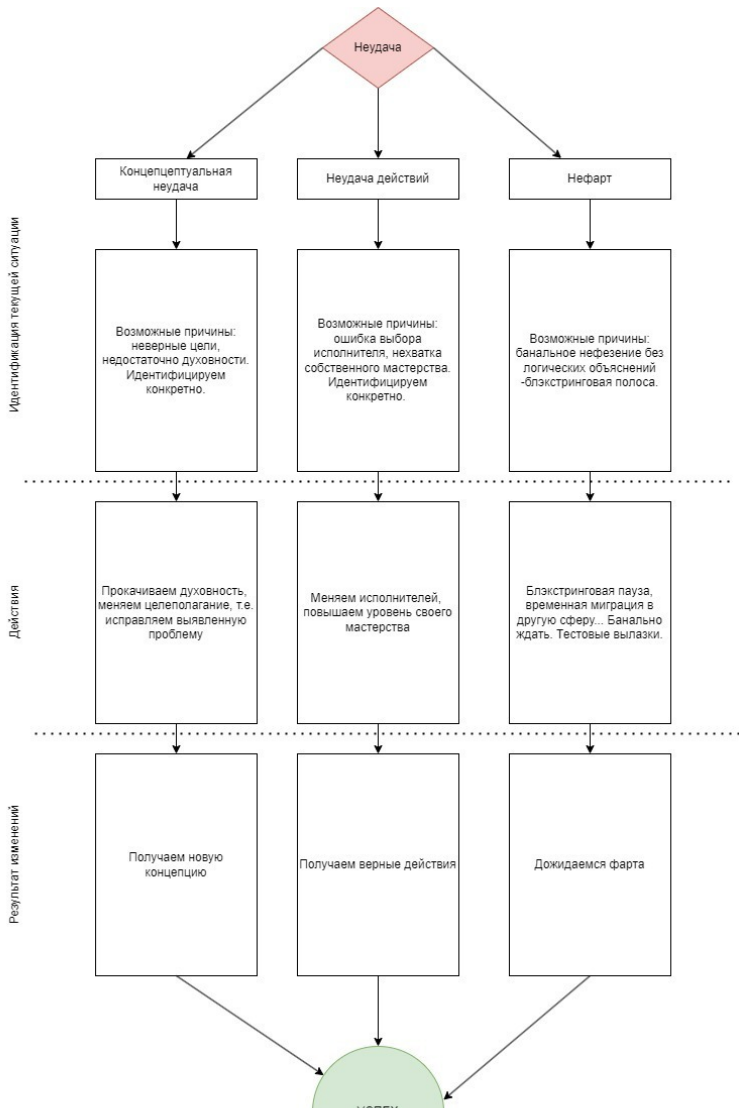 Неудача
Концепцептуальная
неудача
Неудача действий
Нефарт
Идентификация текущей ситуации
Возможные причины:
неверные цели,
недостаточно духовности.
Идентифицируем
конкретно.
Возможные причины:
ошибка выбора
исполнителя, нехватка
собственного мастерства.
Идентифицируем
конкретно.
Возможные причины:
банальное нефезение без
логических объяснений
-блэкстринговая полоса.
Действия
Прокачиваем духовность,
меняем целеполагание, т.е.
исправляем выявленную
проблему
Меняем исполнителей,
повышаем уровень своего
мастерства
Блэкстринговая пауза,
временная миграция в
другую сферу... Банально
ждать. Тестовые вылазки.
Результат изменений
Получаем новую
концепцию
Получаем верные действия
Дожидаемся фарта